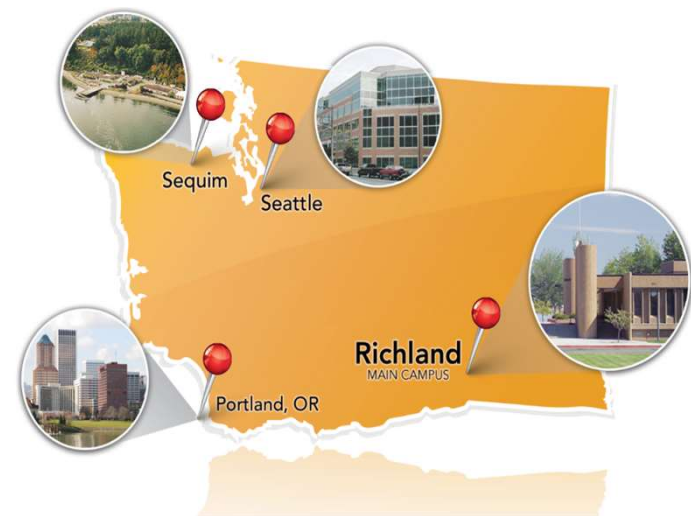 Sequim
Seattle
Richland
MAIN CAMPUS
Portland, OR